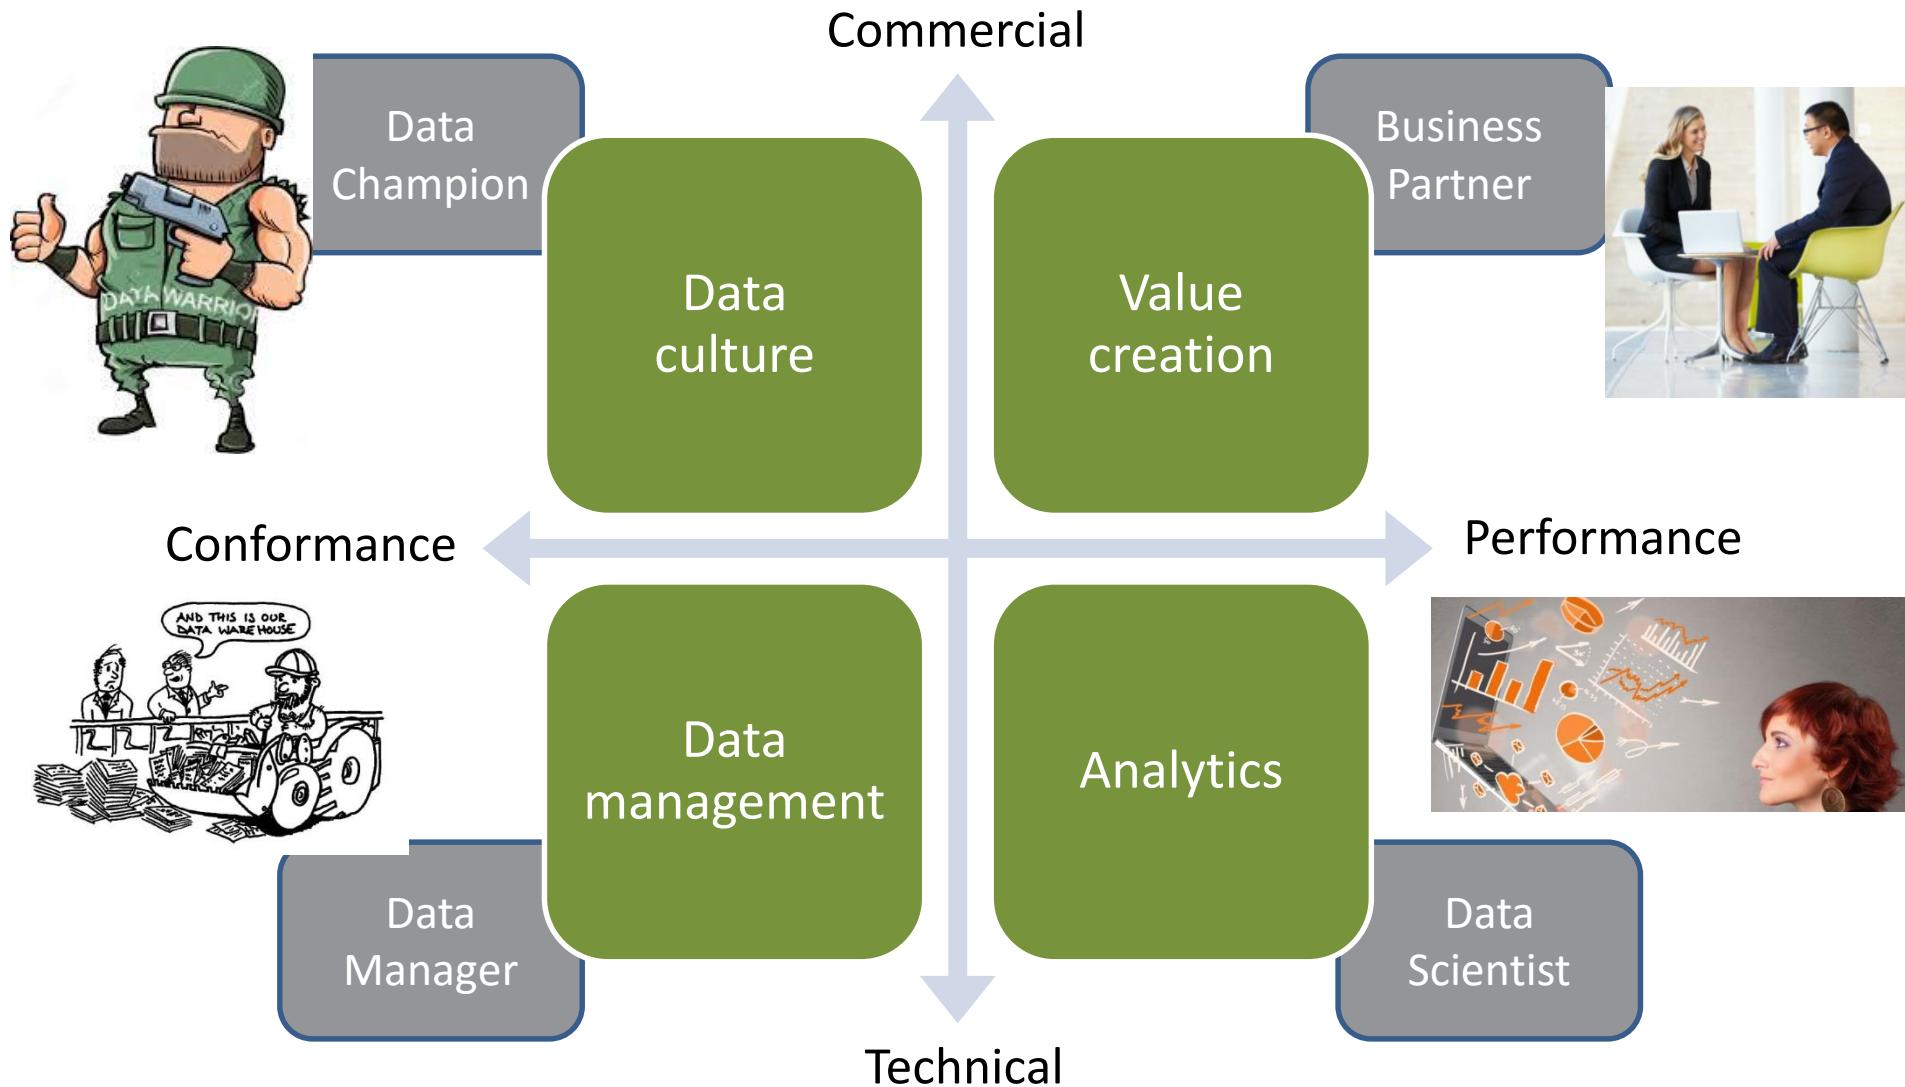 Commercial
Data
Champion
Business
Partner
DATA WARRIOR
Data
culture
Value
creation
Conformance
Performance
AND THIS IS OUR
DATA WAREHOUSE
Data
management
Analytics
Data
Manager
Data
Scientist
Technical